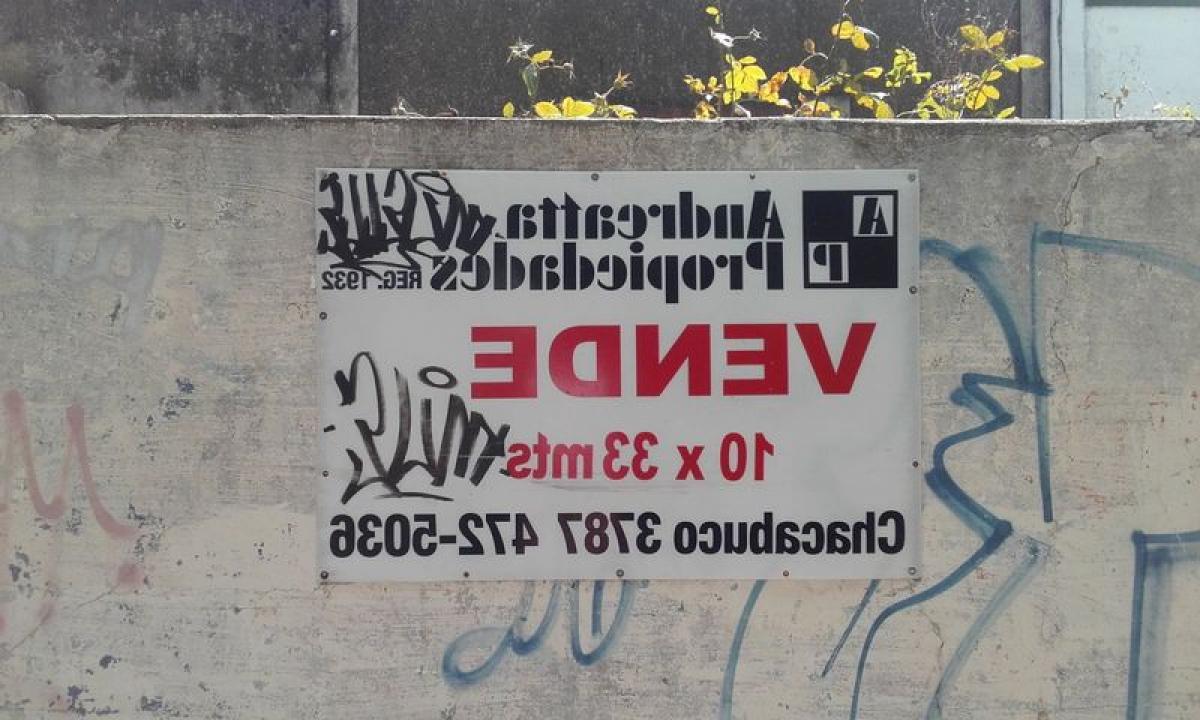 A
P
Andreatta
Propiedades
REG. 1932
VENDE
10 x 33 mts
Chacabuco 3787 472-5036